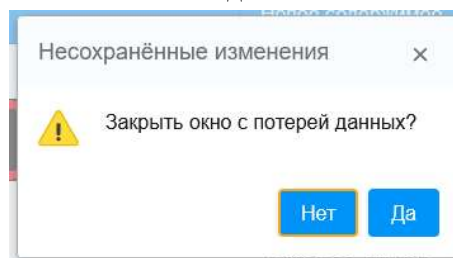 Несохранённые изменения
Закрыть окно с потерей данных?
Нет
Да